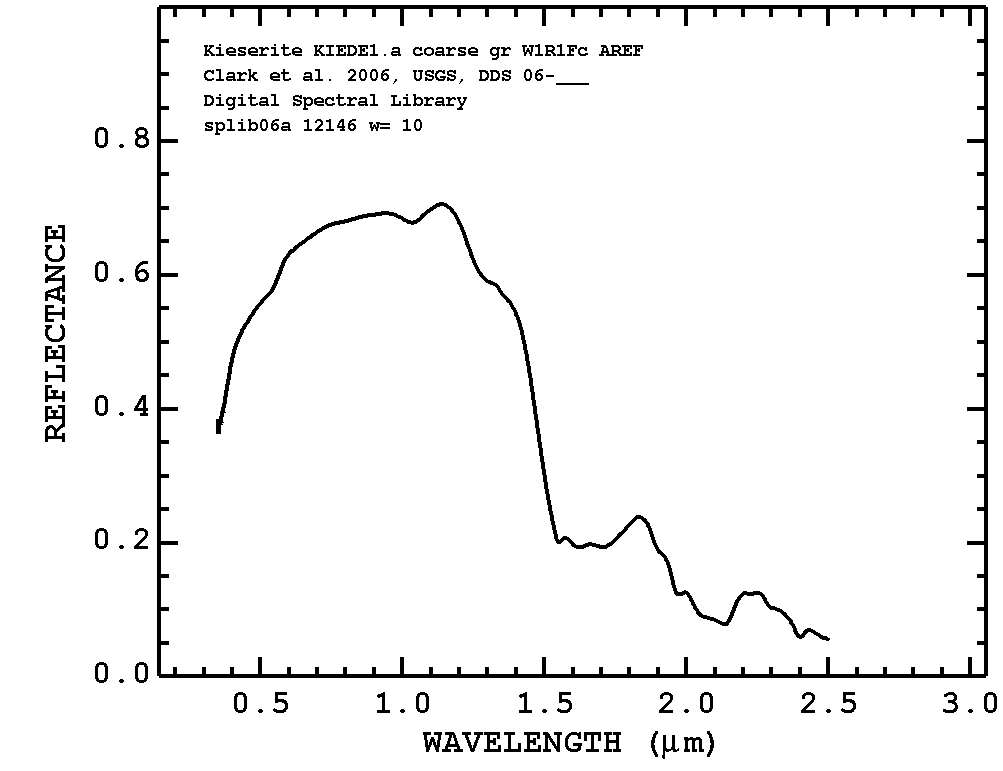 Kieserite KIEDE1.a coarse gr W1R1Fc AREF
Clark et al. 2006, USGS, DDS 06-___
Digital Spectral Library
splib06a 12146 w= 10
0.8
0.6
0.4
0.2
0.0
REFLECTANCE
0.5 1.0 1.5 2.0 2.5 3.0
WAVELENGTH (μm)